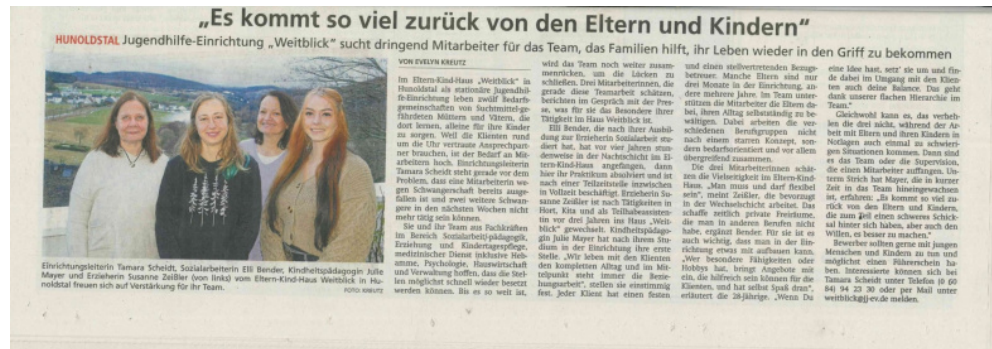 „Es kommt so viel zurück von den Eltern und Kindern“
HUNOLDSTAL Jugendhilfe-Einrichtung „Weitblick“ sucht dringend Mitarbeiter für das Team, das Familien hilft, ihr Leben wieder in den Griff zu bekommen
Einrichtungsleiterin Tamara Scheidt, Sozialarbeiterin Elli Bender, Kindheitspädagogin Julie
Mayer und Erzieherin Susanne Zeißler (von links) vom Eltern-Kind-Haus Weitblick in Hu-
noldstal freuen sich auf Verstärkung für ihr Team.
FOTO: KREUTZ
VON EVELYN KREUTZ
Im Eltern-Kind-Haus „Weitblick“ in
Hunoldstal als stationäre Jugendhil-
fe-Einrichtung leben zwölf Bedarfs-
gemeinschaften von Suchtmittel-ge-
fährdeten Müttern und Vätern, die
dort lernen, alleine für ihre Kinder
zu sorgen. Weil die Klienten rund
um die Uhr vertraute Ansprechpart-
ner brauchen, ist der Bedarf an Mit-
arbeitern hoch. Einrichtungsleiterin
Tamara Scheidt steht gerade vor dem
Problem, dass eine Mitarbeiterin we-
gen Schwangerschaft bereits ausge-
fallen ist und zwei weitere Schwan-
gere in den nächsten Wochen nicht
mehr tätig sein können.
Sie und ihr Team aus Fachkräften
im Bereich Sozialarbeit/-pädagogik,
Erziehung und Kindertagespflege,
medizinischer Dienst inklusive Heb-
amme, Psychologie, Hauswirtschaft
und Verwaltung hoffen, dass die Stel-
len möglichst schnell wieder besetzt
werden können. Bis es so weit ist,
wird das Team noch weiter zusam-
menrücken, um die Lücken zu
schließen. Drei Mitarbeiterinnen, die
gerade diese Teamarbeit schätzen,
berichten im Gespräch mit der Pres-
se, was für sie das Besondere ihrer
Tätigkeit im Haus Weitblick ist.
Elli Bender, die nach ihrer Ausbil-
dung zur Erzieherin Sozialarbeit stu-
diert hat, hat vor vier Jahren stun-
denweise in der Nachtschicht im El-
tern-Kind-Haus angefangen, dann
hier ihr Praktikum absolviert und ist
nach einer Teilzeitstelle inzwischen
in Vollzeit beschäftigt. Erzieherin Su-
sanne Zeißler ist nach Tätigkeiten in
Hort, Kita und als Teilhabeassisten-
tin vor drei Jahren ins Haus „Weit-
blick“ gewechselt. Kindheitspädago-
gin Julie Mayer hat nach ihrem Stu-
dium in der Einrichtung ihre erste
Stelle. „Wir leben mit den Klienten
den kompletten Alltag und im Mit-
telpunkt steht immer die Bezie-
hungsarbeit“, stellen sie einstimmig
fest. Jeder Klient hat einen festen
und einen stellvertretenden Bezugs-
betreuer. Manche Eltern sind nur
drei Monate in der Einrichtung, an-
dere mehrere Jahre. Im Team unter-
stützen die Mitarbeiter die Eltern da-
bei, ihren Alltag selbstständig zu be-
wältigen. Dabei arbeiten die ver-
schiedenen Berufsgruppen nicht
nach einem starren Konzept, son-
dern bedarfsorientiert und vor allem
übergreifend zusammen.
Die drei Mitarbeiterinnen schät-
zen die Vielseitigkeit im Eltern-Kind-
Haus. „Man muss und darf flexibel
sein“, meint Zeißler, die bevorzugt
in der Wechselschicht arbeitet. Das
schaffe zeitlich private Freiräume,
die man in anderen Berufen nicht
habe, ergänzt Bender. Für sie ist es
auch wichtig, dass man in der Ein-
richtung etwas mit aufbauen kann.
„Wer besondere Fähigkeiten oder
Hobbys hat, bringt Angebote mit
ein, die hilfreich sein können für die
Klienten, und hat selbst Spaß dran“,
erläutert die 28-Jährige. „Wenn Du
eine Idee hast, setz' sie um und fin-
de dabei im Umgang mit den Klien-
ten auch deine Balance. Das geht
dank unserer flachen Hierarchie im
Team.“
Gleichwohl kann es, das verheh-
len die drei nicht, während der Ar-
beit mit Eltern und ihren Kindern in
Notlagen auch einmal zu schwieri-
gen Situationen kommen. Dann sind
es das Team oder die Supervision,
die einen Mitarbeiter auffangen. Un-
term Strich hat Mayer, die in kurzer
Zeit in das Team hineingewachsen
ist, erfahren: „Es kommt so viel zu-
rück von den Eltern und Kindern,
die zum Teil einen schweres Schick-
sal hinter sich haben, aber auch den
Willen, es besser zu machen.“
Bewerber sollten gerne mit jungen
Menschen und Kindern zu tun und
möglichst einen Führerschein ha-
ben. Interessierte können sich bei
Tamara Scheidt unter Telefon (0 60
84) 94 23 30 oder per Mail unter
weitblick@jj-ev.de melden.